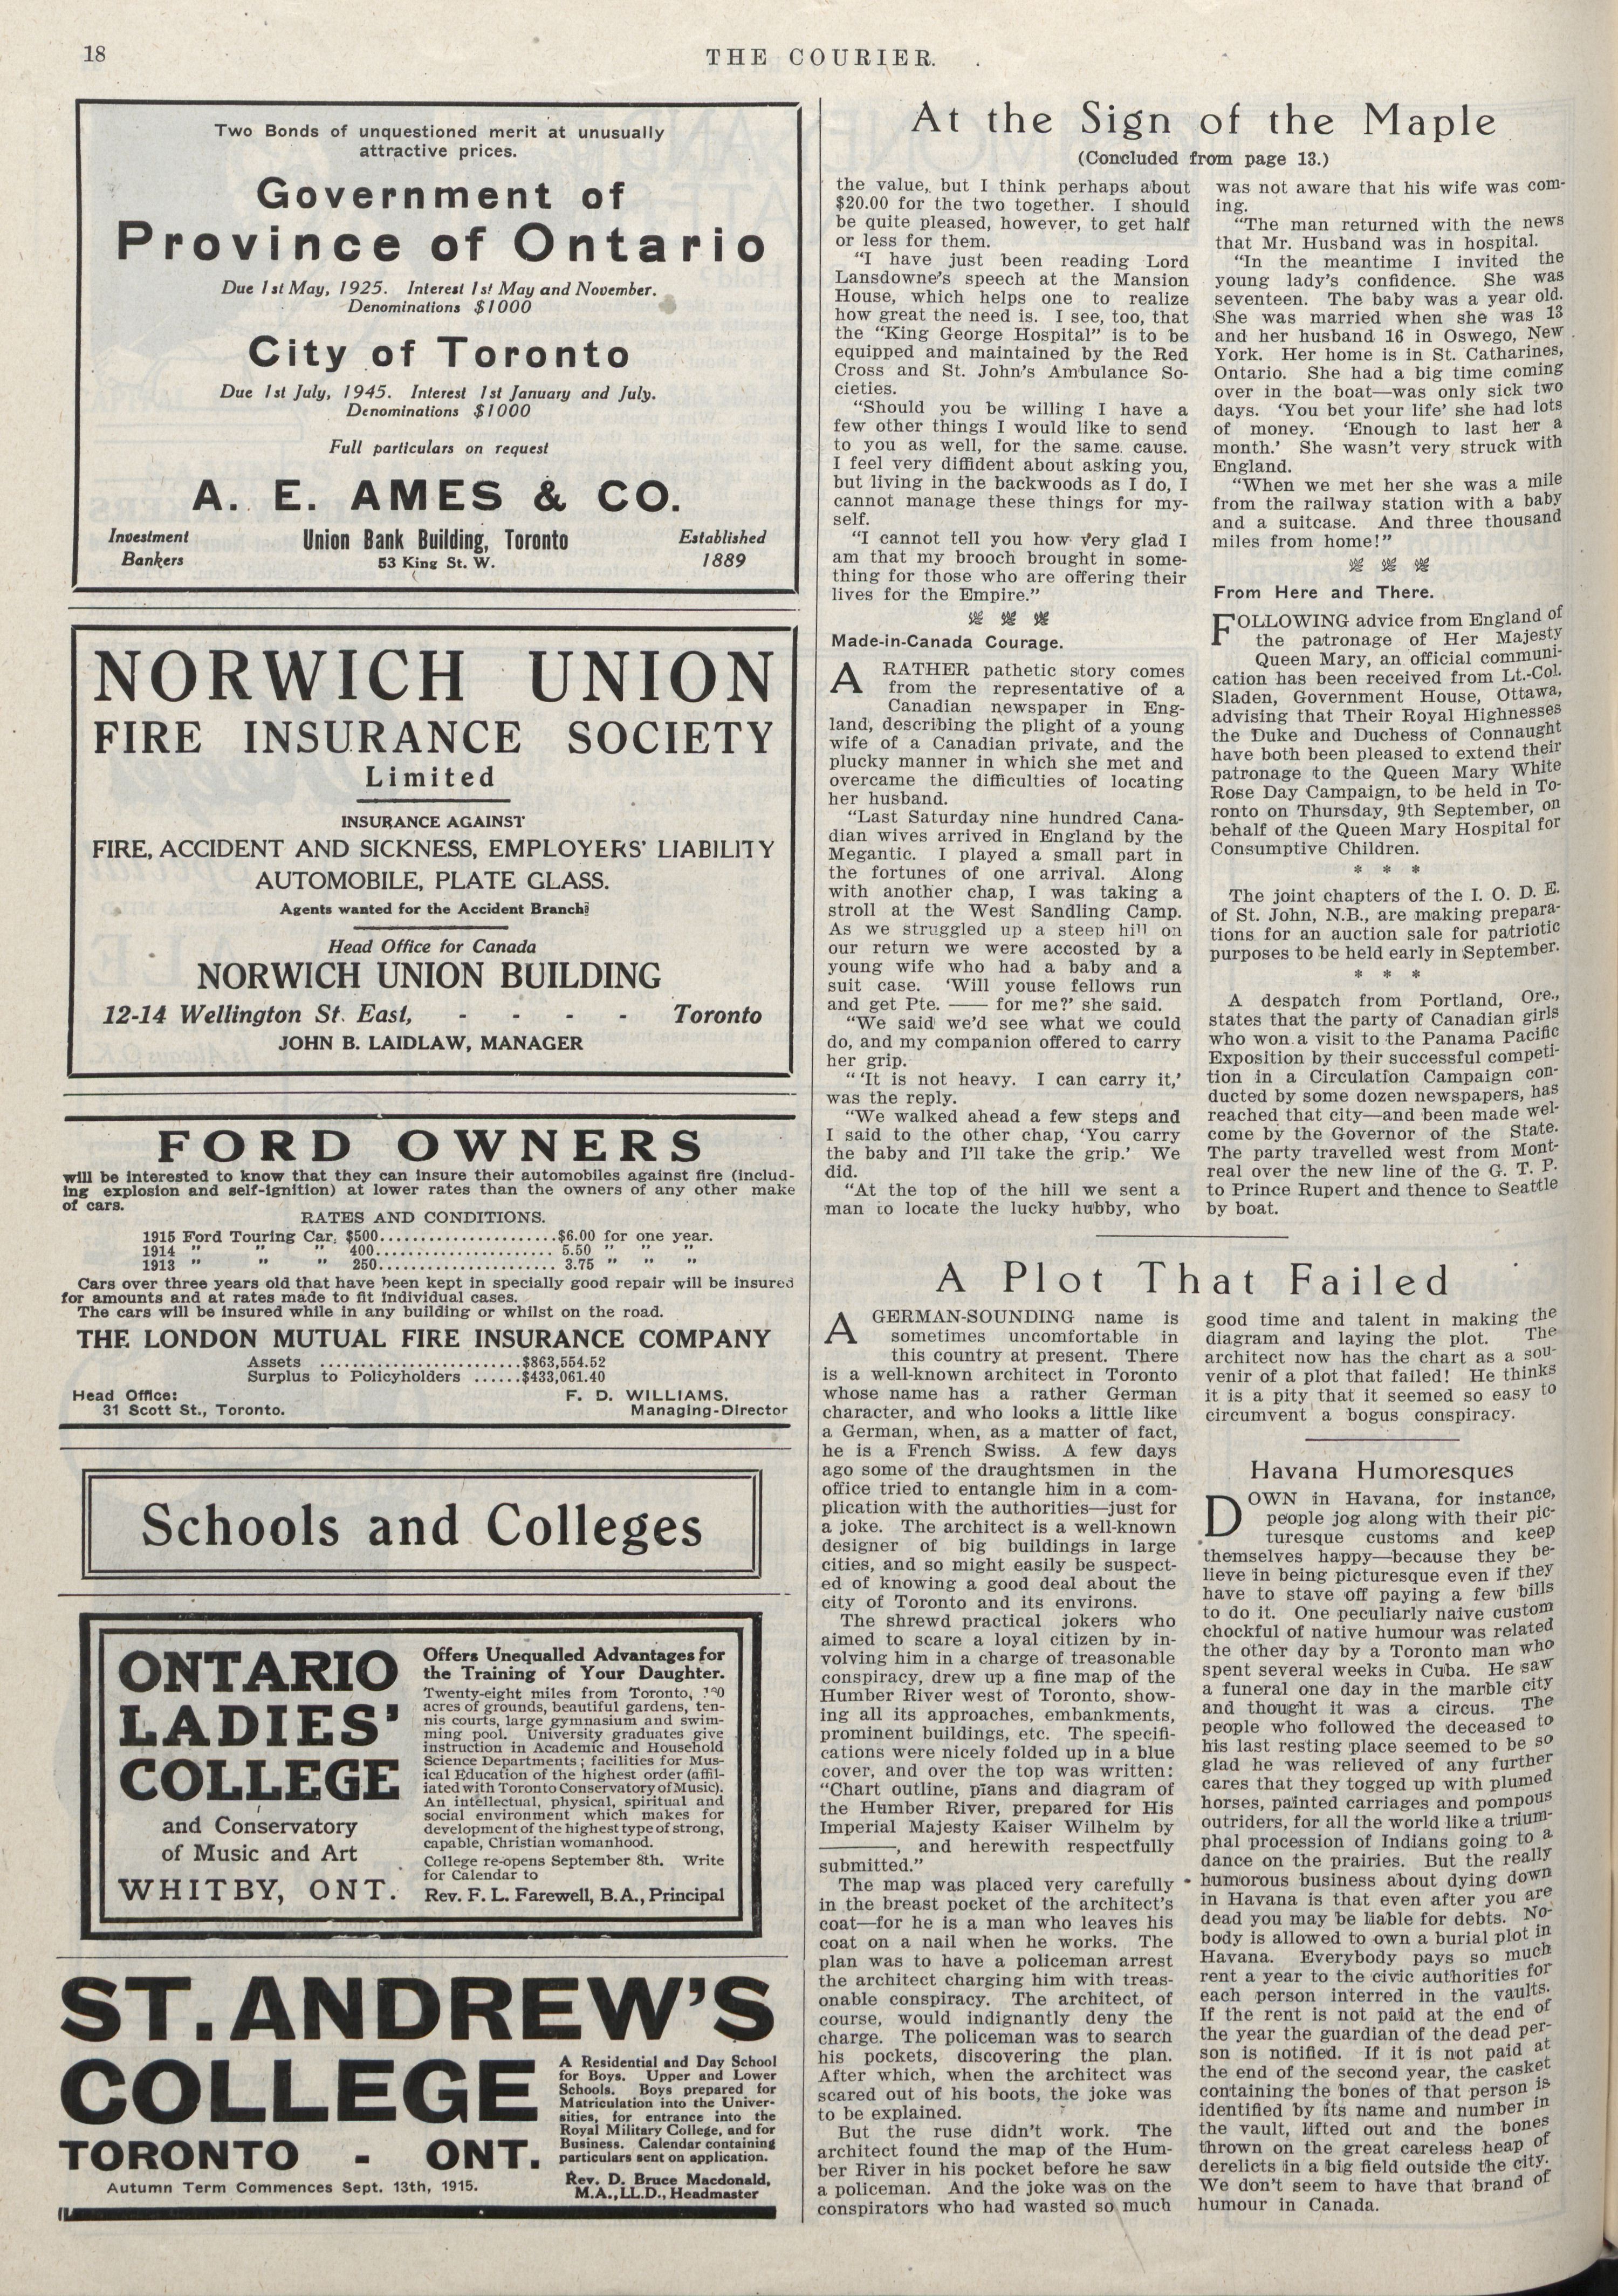 18
THE COURIER.
Two Bonds of unquestioned merit at unusually
attractive prices.
Government of
Province of Ontario
Due 1st May, 1925. Interest 1st May and November.
Denominations $1000
City of Toronto
Due 1st July, 1945. Interest 1st January and July.
Denominations $1000
Full particulars on request
A. E. AMES & CO.
Investment
Bankers
Union Bank Building, Toronto
53 King St. W.
Established
1889
NORWICH UNION
FIRE INSURANCE SOCIETY
Limited
INSURANCE AGAINST
FIRE, ACCIDENT AND SICKNESS, EMPLOYERS' LIABILITY
AUTOMOBILE, PLATE GLASS.
Agents wanted for the Accident Branch
Head Office for Canada
NORWICH UNION BUILDING
12-14 Wellington St. East, - - - - Toronto
JOHN B. LAIDLAW, MANAGER
FORD OWNERS
will be interested to know that they can insure their automobiles against fire (includ-
ing explosion and self-ignition) at lower rates than the owners of any other make
of cars.
RATES AND CONDITIONS.
1915 Ford Touring Car, $500......................$6.00 for one year.
1914 " " " 400...................... 5.50 " " "
1913 " " " 250...................... 3.75 " " "
Cars over three years old that have been kept in specially good repair will be insured
for amounts and at rates made to fit individual cases.
The cars will be insured while in any building or whilst on the road.
THE LONDON MUTUAL FIRE INSURANCE COMPANY
Assets .........................$863,554.52
Surplus to Policyholders ......$433,061.40
Head Office:
31 Scott St., Toronto.
F. D. WILLIAMS,
Managing-Director
Schools and Colleges
ONTARIO
LADIES'
COLLEGE
and Conservatory
of Music and Art
WHITBY, ONT.
Offers Unequalled Advantages for
the Training of Your Daughter.
Twenty-eight miles from Toronto, 100
acres of grounds, beautiful gardens, ten-
nis courts, large gymnasium and swim-
ming pool. University graduates give
instruction in Academic and Household
Science Departments; facilities for Mus-
ical Education of the highest order (affil-
iated with Toronto Conservatory of Music).
An intellectual, physical, spiritual and
social environment which makes for
development of the highest type of strong,
capable, Christian womanhood.
College re-opens September 8th. Write
for Calendar to
Rev. F. L. Farewell, B.A., Principal
ST. ANDREW'S
COLLEGE
TORONTO - ONT.
Autumn Term Commences Sept. 13th, 1915.
A Residential and Day School
for Boys. Upper and Lower
Schools. Boys prepared for
Matriculation into the Univer-
sities, for entrance into the
Royal Military College, and for
Business. Calendar containing
particulars sent on application.
Rev. D. Bruce Macdonald,
M.A., LL.D., Headmaster
At the Sign of the Maple
(Concluded from page 13.)
the value, but I think perhaps about
$20.00 for the two together. I should
be quite pleased, however, to get half
or less for them.
"I have just been reading Lord
Lansdowne's speech at the Mansion
House, which helps one to realize
how great the need is. I see, too, that
the "King George Hospital" is to be
equipped and maintained by the Red
Cross and St. John's Ambulance So-
cieties.
"Should you be willing I have a
few other things I would like to send
to you as well, for the same cause.
I feel very diffident about asking you,
but living in the backwoods as I do, I
cannot manage these things for my-
self.
"I cannot tell you how very glad I
am that my brooch brought in some-
thing for those who are offering their
lives for the Empire."
Made-in-Canada Courage.
A RATHER pathetic story comes
from the representative of a
Canadian newspaper in Eng-
land, describing the plight of a young
wife of a Canadian private, and the
plucky manner in which she met and
overcame the difficulties of locating
her husband.
"Last Saturday nine hundred Cana-
dian wives arrived in England by the
Megantic. I played a small part in
the fortunes of one arrival. Along
with another chap, I was taking a
stroll at the West Sandling Camp.
As we struggled up a steep hill on
our return we were accosted by a
young wife who had a baby and a
suit case. 'Will youse fellows run
and get Pte. —— for me?' she said.
"We said we'd see what we could
do, and my companion offered to carry
her grip.
" 'It is not heavy. I can carry it,'
was the reply.
"We walked ahead a few steps and
I said to the other chap, 'You carry
the baby and I'll take the grip.' We
did.
"At the top of the hill we sent a
man to locate the lucky hubby, who
was not aware that his wife was com-
ing.
"The man returned with the news
that Mr. Husband was in hospital.
"In the meantime I invited the
young lady's confidence. She was
seventeen. The baby was a year old.
She was married when she was 13
and her husband 16 in Oswego, New
York. Her home is in St. Catharines,
Ontario. She had a big time coming
over in the boat—was only sick two
days. 'You bet your life' she had lots
of money. 'Enough to last her a
month.' She wasn't very struck with
England.
"When we met her she was a mile
from the railway station with a baby
and a suitcase. And three thousand
miles from home!"
From Here and There.
FOLLOWING advice from England of
the patronage of Her Majesty
Queen Mary, an official communi-
cation has been received from Lt.-Col.
Sladen, Government House, Ottawa,
advising that Their Royal Highnesses
the Duke and Duchess of Connaught
have both been pleased to extend their
patronage to the Queen Mary White
Rose Day Campaign, to be held in To-
ronto on Thursday, 9th September, on
behalf of the Queen Mary Hospital for
Consumptive Children.
* * *
The joint chapters of the I. O. D. E.
of St. John, N.B., are making prepara-
tions for an auction sale for patriotic
purposes to be held early in September.
* * *
A despatch from Portland, Ore.,
states that the party of Canadian girls
who won a visit to the Panama Pacific
Exposition by their successful competi-
tion in a Circulation Campaign con-
ducted by some dozen newspapers, has
reached that city—and been made wel-
come by the Governor of the State.
The party travelled west from Mont-
real over the new line of the G. T. P.
to Prince Rupert and thence to Seattle
by boat.
A Plot That Failed
A GERMAN-SOUNDING name is
sometimes uncomfortable in
this country at present. There
is a well-known architect in Toronto
whose name has a rather German
character, and who looks a little like
a German, when, as a matter of fact,
he is a French Swiss. A few days
ago some of the draughtsmen in the
office tried to entangle him in a com-
plication with the authorities—just for
a joke. The architect is a well-known
designer of big buildings in large
cities, and so might easily be suspect-
ed of knowing a good deal about the
city of Toronto and its environs.
The shrewd practical jokers who
aimed to scare a loyal citizen by in-
volving him in a charge of treasonable
conspiracy, drew up a fine map of the
Humber River west of Toronto, show-
ing all its approaches, embankments,
prominent buildings, etc. The specifi-
cations were nicely folded up in a blue
cover, and over the top was written:
"Chart outline, plans and diagram of
the Humber River, prepared for His
Imperial Majesty Kaiser Wilhelm by
————, and herewith respectfully
submitted."
The map was placed very carefully
in the breast pocket of the architect's
coat—for he is a man who leaves his
coat on a nail when he works. The
plan was to have a policeman arrest
the architect charging him with treas-
onable conspiracy. The architect, of
course, would indignantly deny the
charge. The policeman was to search
his pockets, discovering the plan.
After which, when the architect was
scared out of his boots, the joke was
to be explained.
But the ruse didn't work. The
architect found the map of the Hum-
ber River in his pocket before he saw
a policeman. And the joke was on the
conspirators who had wasted so much
good time and talent in making the
diagram and laying the plot. The
architect now has the chart as a sou-
venir of a plot that failed! He thinks
it is a pity that it seemed so easy to
circumvent a bogus conspiracy.
Havana Humoresques
DOWN in Havana, for instance,
people jog along with their pic-
turesque customs and keep
themselves happy—because they be-
lieve in being picturesque even if they
have to stave off paying a few bills
to do it. One peculiarly naive custom
chockful of native humour was related
the other day by a Toronto man who
spent several weeks in Cuba. He saw
a funeral one day in the marble city
and thought it was a circus. The
people who followed the deceased to
his last resting place seemed to be so
glad he was relieved of any further
cares that they togged up with plumed
horses, painted carriages and pompous
outriders, for all the world like a trium-
phal procession of Indians going to a
dance on the prairies. But the really
humorous business about dying down
in Havana is that even after you are
dead you may be liable for debts. No-
body is allowed to own a burial plot in
Havana. Everybody pays so much
rent a year to the civic authorities for
each person interred in the vaults.
If the rent is not paid at the end of
the year the guardian of the dead per-
son is notified. If it is not paid at
the end of the second year, the casket
containing the bones of that person is
identified by its name and number in
the vault, lifted out and the bones
thrown on the great careless heap of
derelicts in a big field outside the city.
We don't seem to have that brand of
humour in Canada.